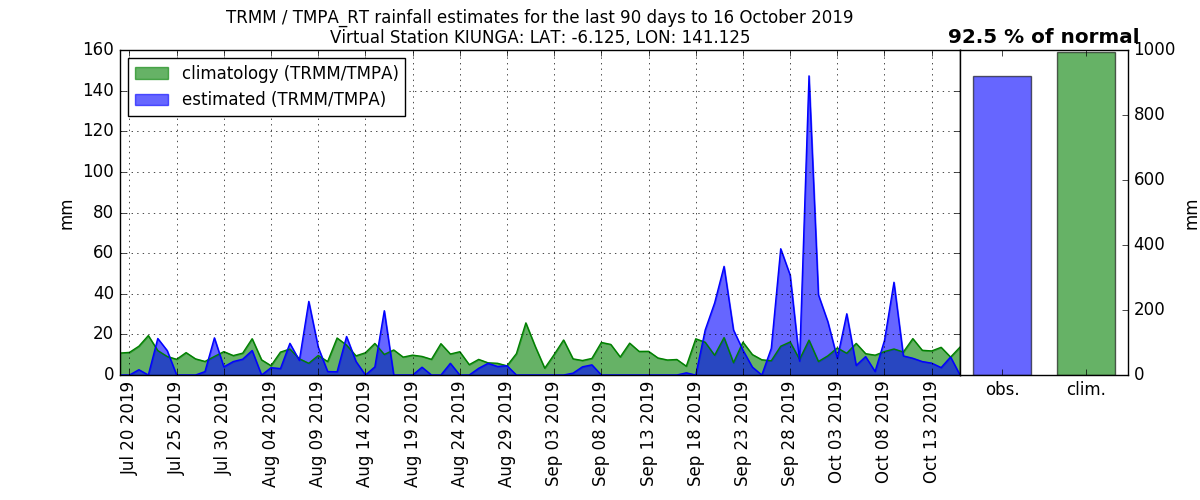 TRMM / TMPA_RT rainfall estimates for the last 90 days to 16 October 2019
Virtual Station KIUNGA: LAT: -6.125, LON: 141.125
92.5 % of normal
climatology (TRMM/TMPA)
estimated (TRMM/TMPA)
160
140
120
100
80
60
40
20
0
mm
1000
800
600
400
200
0
mm
Jul 20 2019
Jul 25 2019
Jul 30 2019
Aug 04 2019
Aug 09 2019
Aug 14 2019
Aug 19 2019
Aug 24 2019
Aug 29 2019
Sep 03 2019
Sep 08 2019
Sep 13 2019
Sep 18 2019
Sep 23 2019
Sep 28 2019
Oct 03 2019
Oct 08 2019
Oct 13 2019
obs.
clim.